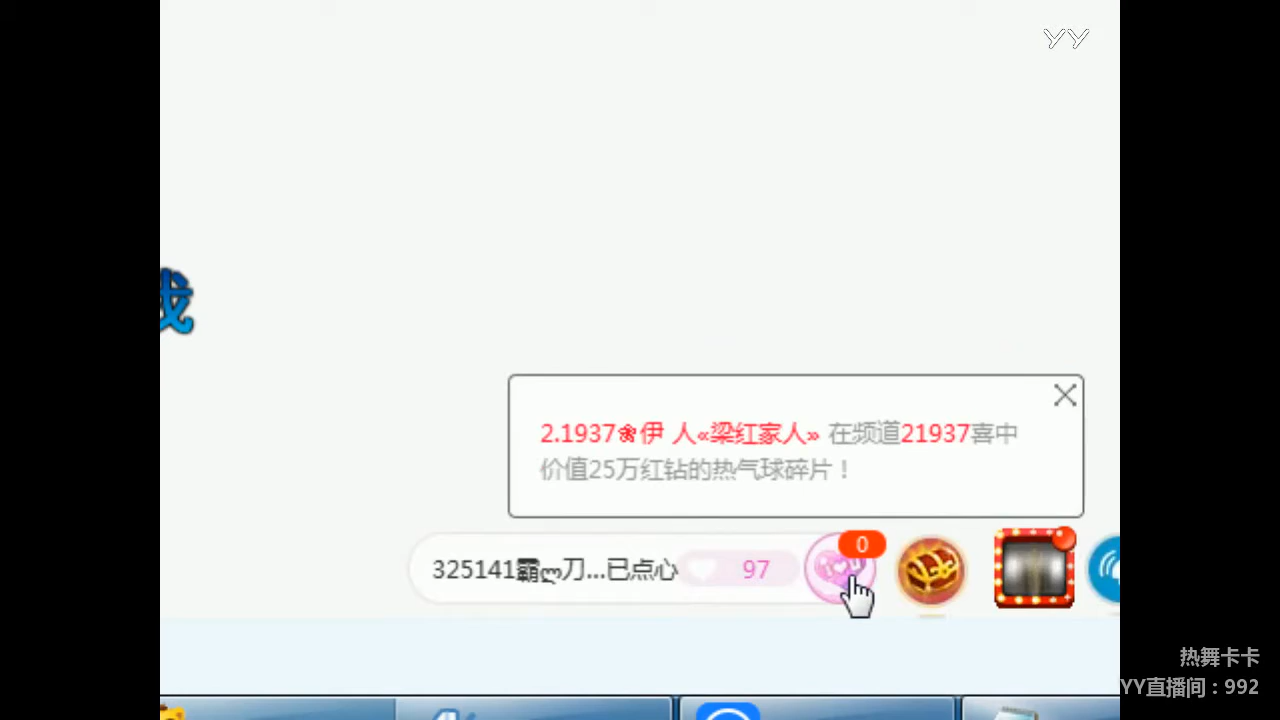 YY
戏
2.1937❀伊 人«梁红家人» 在频道21937喜中
价值25万红钻的热气球碎片！
0
325141霸ღ刀...已点心
97
I ❤ U
热舞卡卡
YY直播间：992